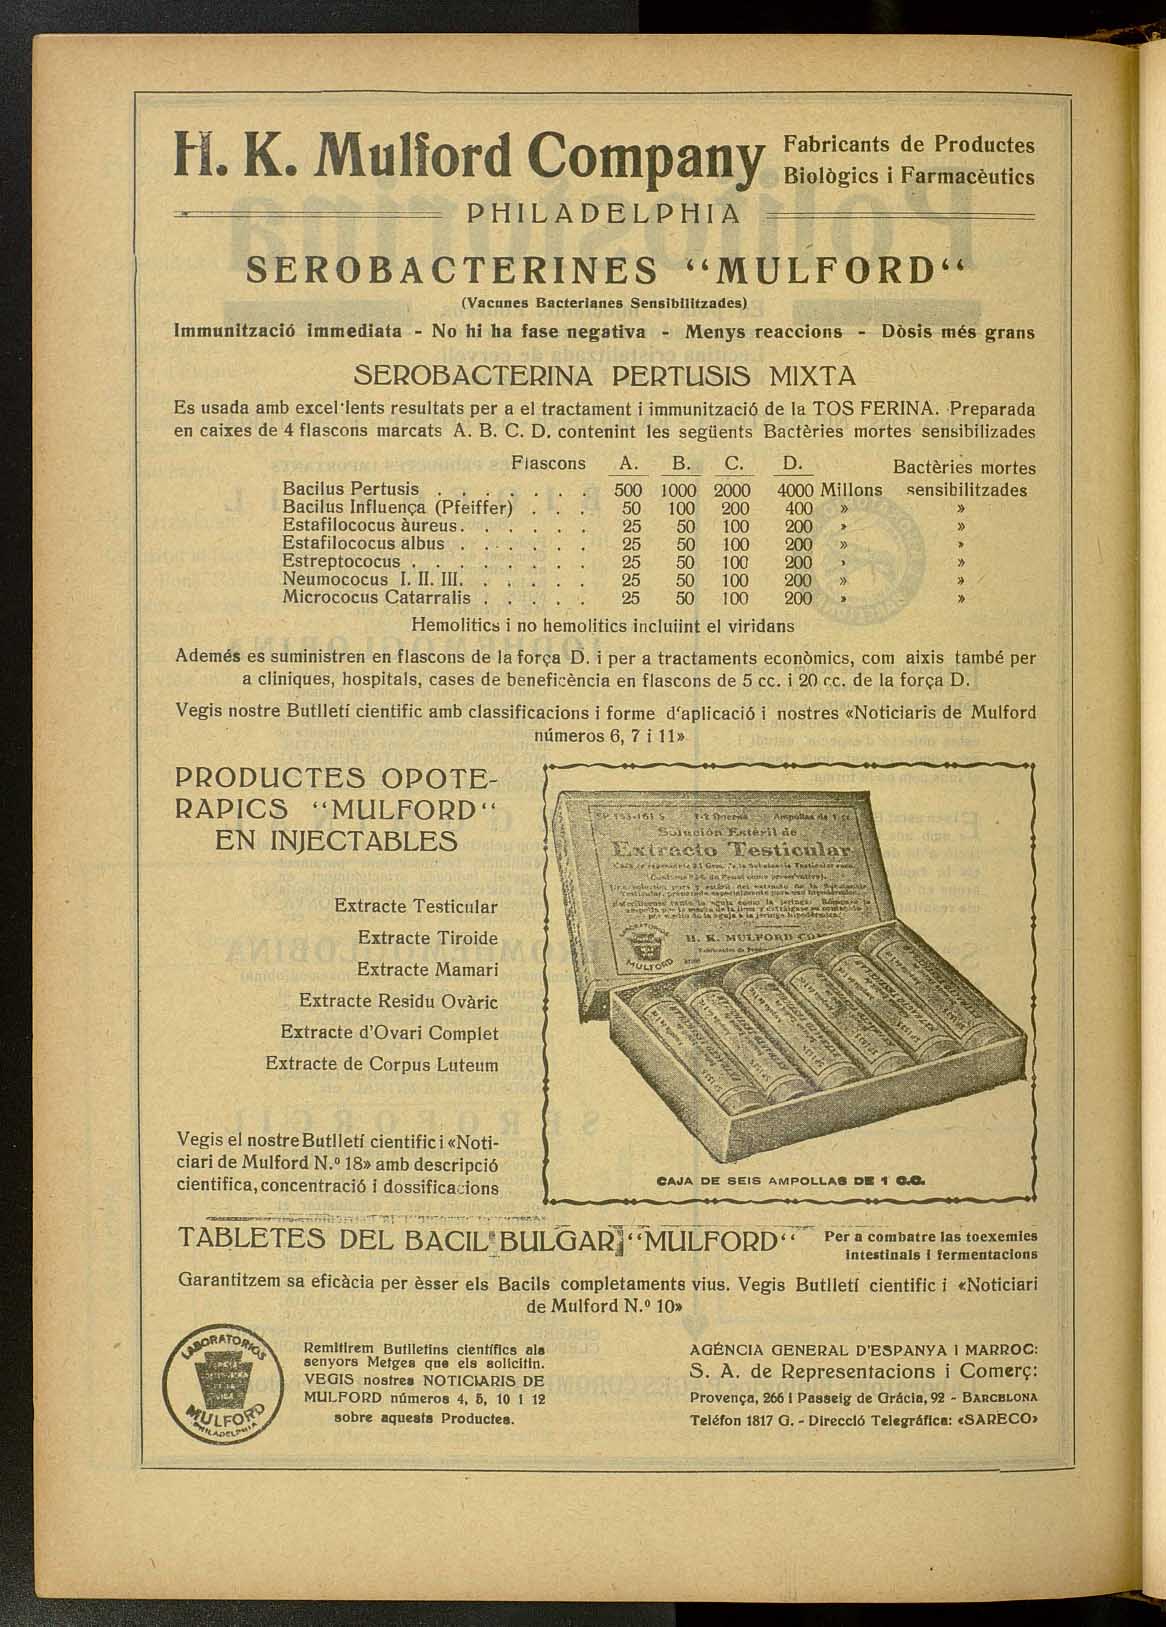 H. K. Mulford Company
Fabricants de Productes
Biològics i Farmacèutics
PHILADELPHIA
SEROBACTERINES “MULFORD“
(Vacunes Bacterianes Sensibilitzades)
Immunització immediata - No hi ha fase negativa - Menys reaccions - Dòsis més grans
SEROBACTERINA PERTUSIS MIXTA
Es usada amb excel·lents resultats per a el tractament i immunització de la TOS FERINA. Preparada
en caixes de 4 flascons marcats A. B. C. D. contenint les següents Bactèries mortes sensibilizades
Flascons A. B. C. D. Bactèries mortes
Bacilus Pertusis . . . . . . . 500 1000 2000 4000 Millons sensibilitzades
Bacilus Influença (Pfeiffer) . . . 50 100 200 400 » »
Estafilococus àureus. . . . . . 25 50 100 200 » »
Estafilococus albus . . . . . . 25 50 100 200 » »
Estreptococus . . . . . . . . 25 50 100 200 » »
Neumococus I. II. III. . . . . . 25 50 100 200 » »
Micrococus Catarralis . . . . . 25 50 100 200 » »
Hemolitics i no hemolitics incluiint el viridans
Ademés es suministren en flascons de la força D. i per a tractaments econòmics, com aixis també per
a cliniques, hospitals, cases de beneficència en flascons de 5 cc. i 20 cc. de la força D.
Vegis nostre Butlletí cientific amb classificacions i forme d‘aplicació i nostres «Noticiaris de Mulford
números 6, 7 i 11»
PRODUCTES OPOTE-
RAPICS “MULFORD“
EN INJECTABLES
Extracte Testicular
Extracte Tiroide
Extracte Mamari
Extracte Residu Ovàric
Extracte d'Ovari Complet
Extracte de Corpus Luteum
Vegis el nostre Butlletí cientific i «Noti-
ciari de Mulford N.º 18» amb descripció
cientifica, concentració i dossificacions
Solución Estéril de
Extracto Testicular
H. K. MULFORD COM
MULFORD
CAJA DE SEIS AMPOLLAS DE 1 C.C.
TABLETES DEL BACIL BULGAR “MULFORD“
Per a combatre las toexemies
intestinals i fermentacions
Garantitzem sa eficàcia per èsser els Bacils completaments vius. Vegis Butlletí cientific i «Noticiari
de Mulford N.º 10»
LABORATORIOS
MULFORD
PHILADELPHIA
Remitirem Butlletins científics als
senyors Metges que els solicitin.
VEGIS nostres NOTICIARIS DE
MULFORD números 4, 5, 10 i 12
sobre aquests Productes.
AGÉNCIA GENERAL D'ESPANYA I MARROC:
S. A. de Representacions i Comerç:
Provença, 266 i Passeig de Grácia, 92 - BARCELONA
Teléfon 1817 G. - Direcció Telegráfica: «SARECO»